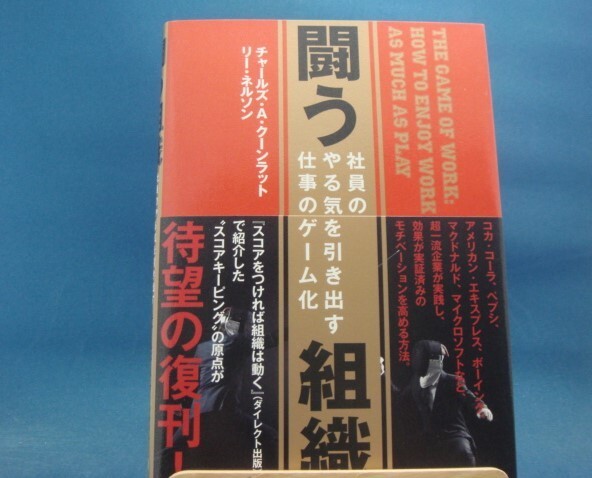 THE GAME OF WORK:
HOW TO ENJOY WORK
AS MUCH AS PLAY
闘う組織
社員の
やる気を引き出す
仕事のゲーム化
チャールズ・A・クーンラット
リー・ネルソン
コカ・コーラ、ペプシ、
アメリカン・エキスプレス、ボーイング
マクドナルド、マイクロソフトなど、
超一流企業が実践し、
効果が実証済みの
モチベーションを高める方法。
『スコアをつければ組織は動く』(ダイレクト出版
で紹介した
“スコアキーピング”の原点が
待望の復刊!